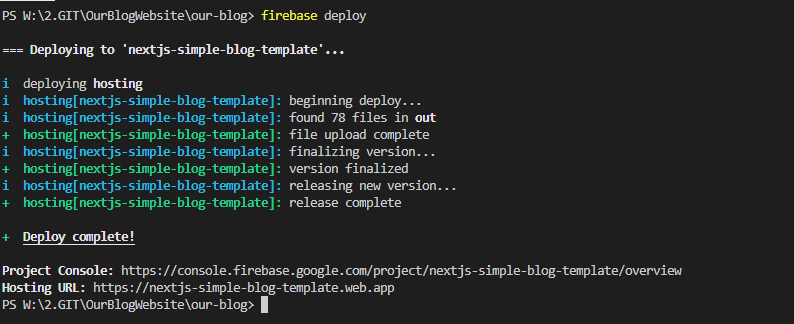 PS W:\2.GIT\OurBlogWebsite\our-blog> firebase deploy
=== Deploying to 'nextjs-simple-blog-template'...
i  deploying hosting
i  hosting[nextjs-simple-blog-template]: beginning deploy...
i  hosting[nextjs-simple-blog-template]: found 78 files in out
+  hosting[nextjs-simple-blog-template]: file upload complete
i  hosting[nextjs-simple-blog-template]: finalizing version...
+  hosting[nextjs-simple-blog-template]: version finalized
i  hosting[nextjs-simple-blog-template]: releasing new version...
+  hosting[nextjs-simple-blog-template]: release complete
+  Deploy complete!
Project Console: https://console.firebase.google.com/project/nextjs-simple-blog-template/overview
Hosting URL: https://nextjs-simple-blog-template.web.app
PS W:\2.GIT\OurBlogWebsite\our-blog>